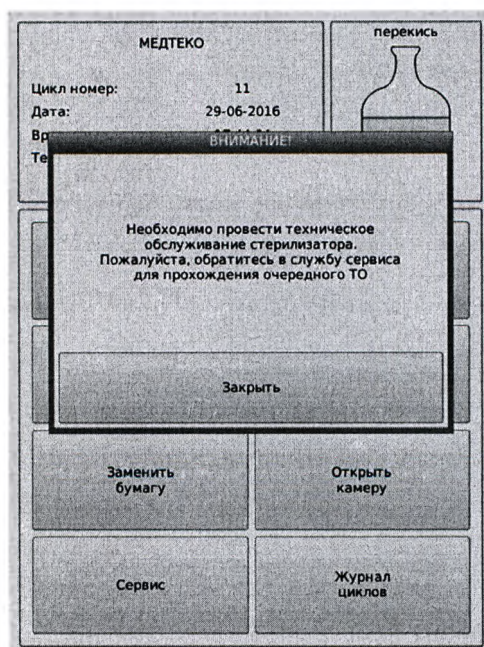 МЕДТЕКО
перекись
Цикл номер: 11
Дата: 29-06-2016
ВНИМАНИЕ!
Необходимо провести техническое
обслуживание стерилизатора.
Пожалуйста, обратитесь в службу сервиса
для прохождения очередного ТО
Закрыть
Заменить
бумагу
Открыть
камеру
Сервис
Журнал
циклов